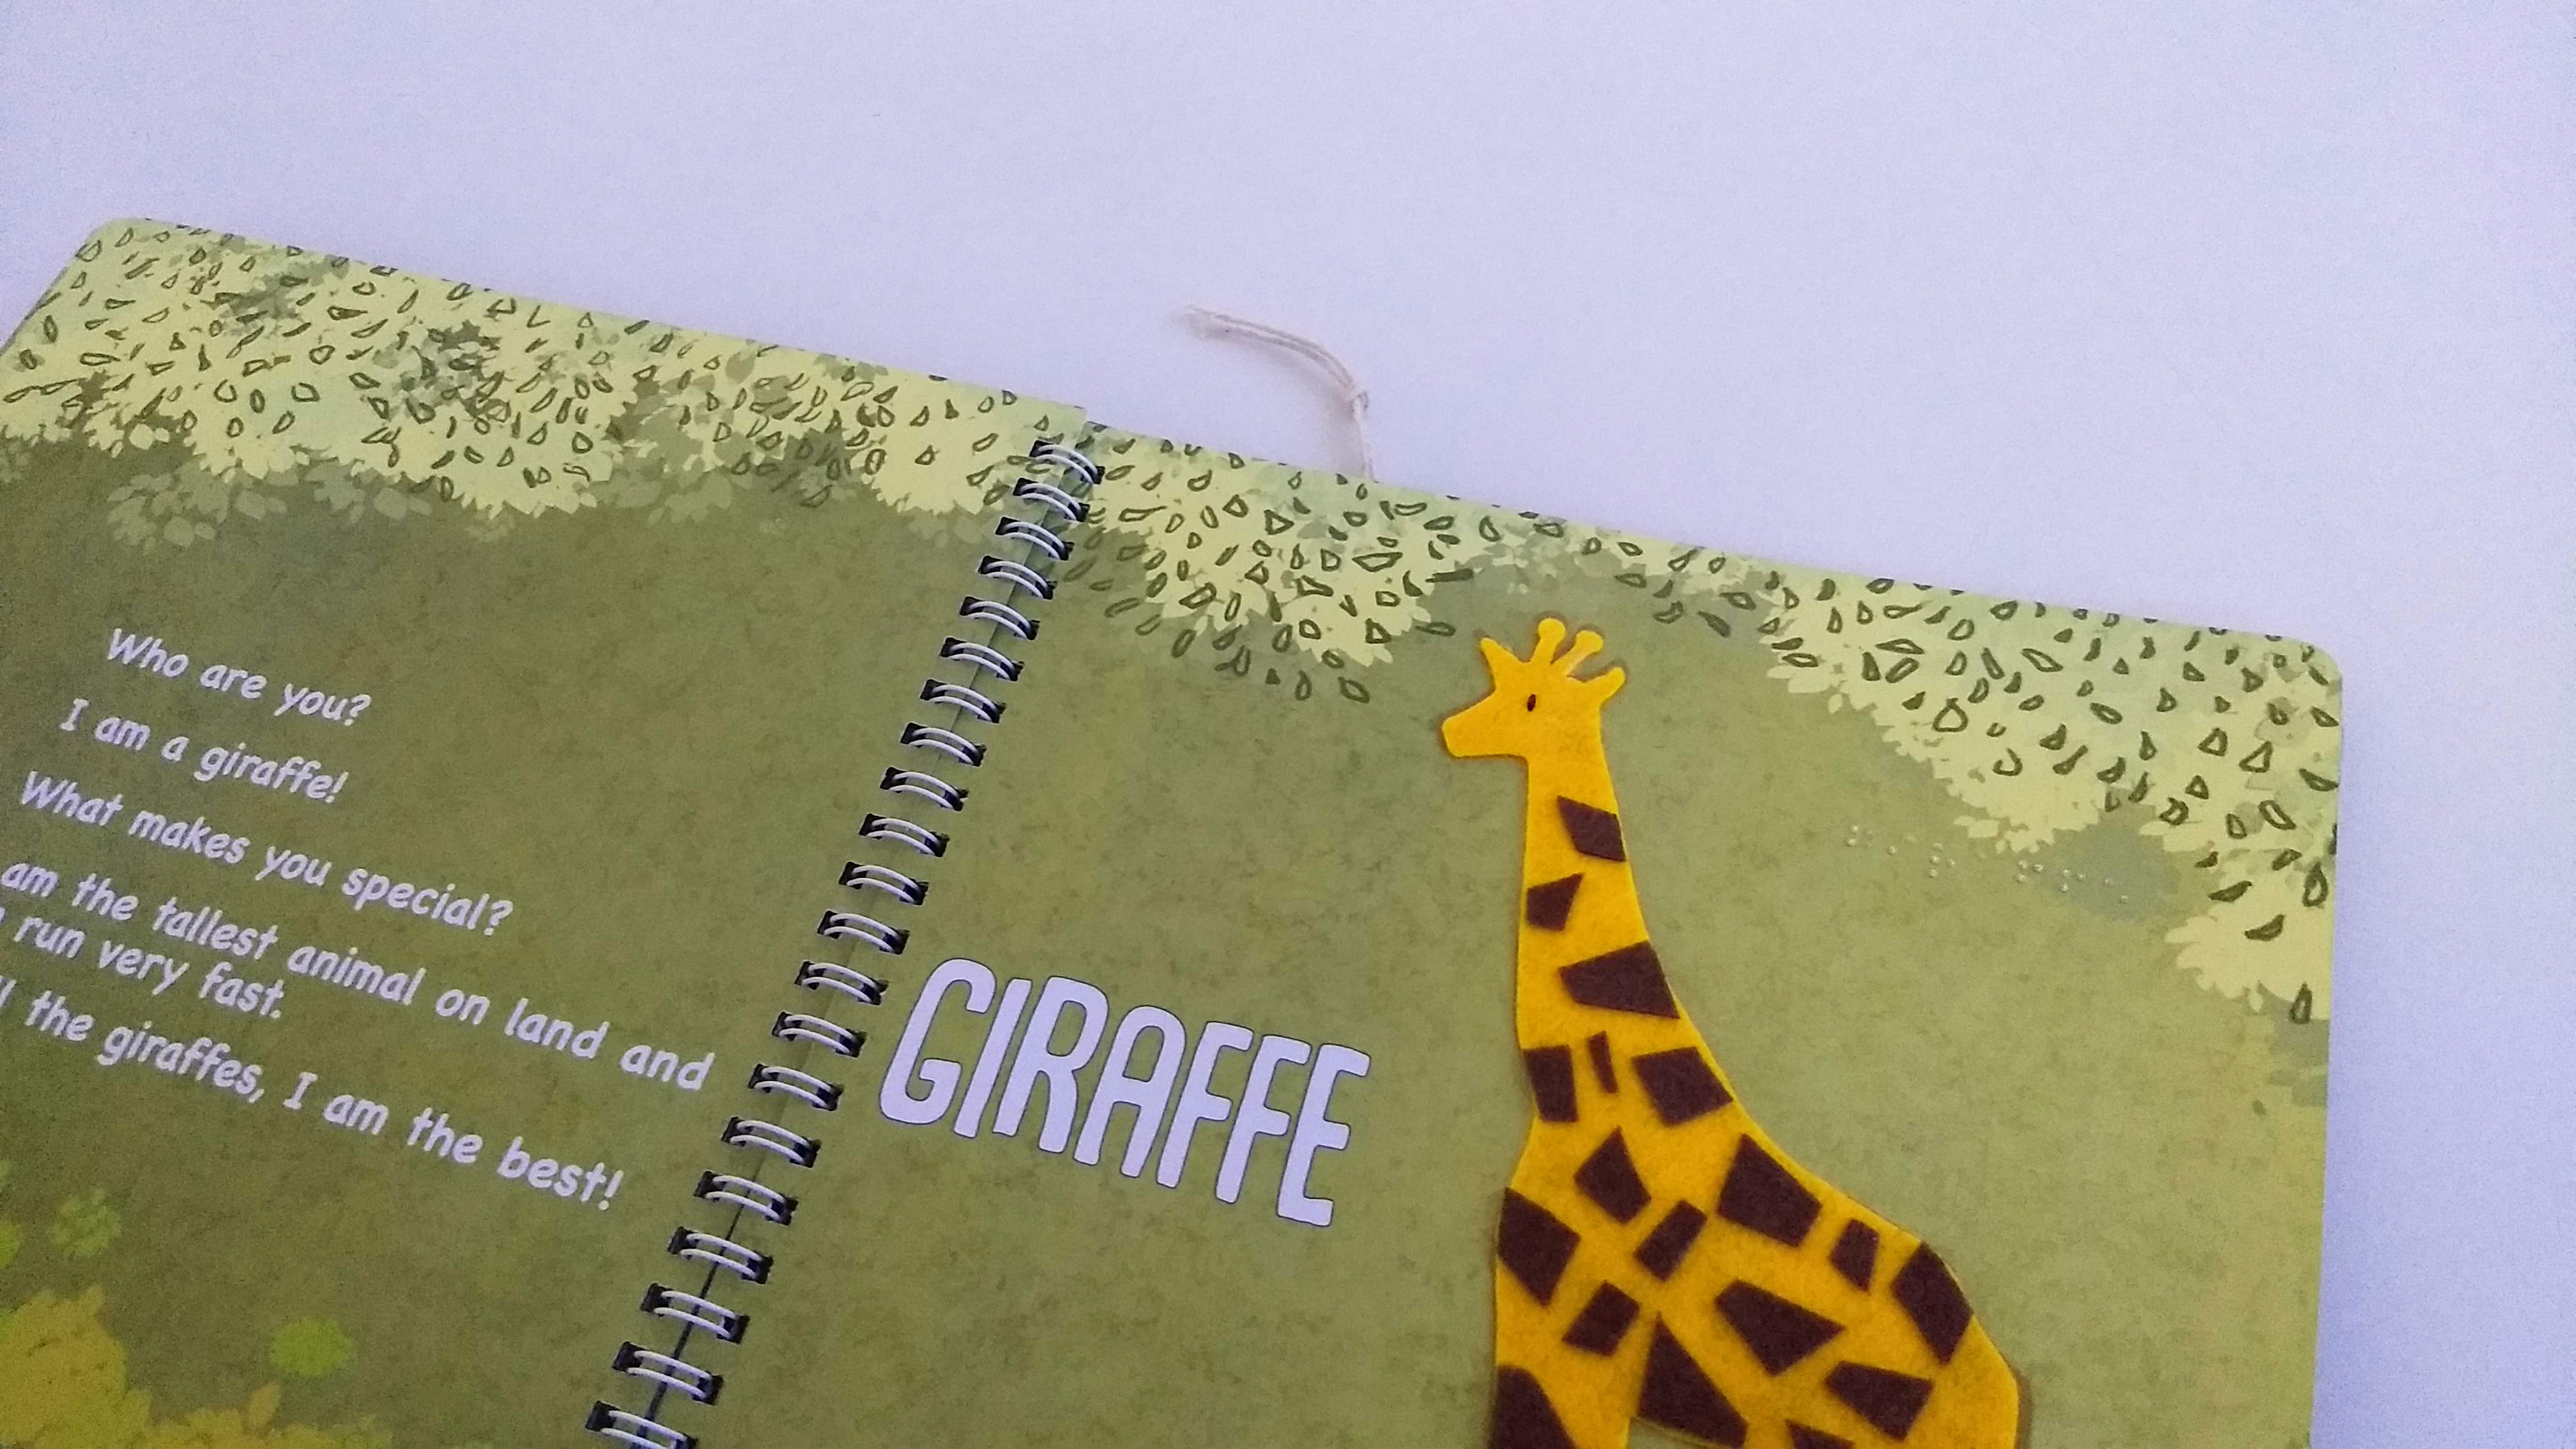 Who are you?
I am a giraffe!
What makes you special?
am the tallest animal on land and
run very fast.
the giraffes, I am the best!
GIRAFFE